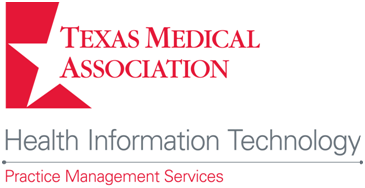 TEXAS MEDICAL
ASSOCIATION
Health Information Technology
Practice Management Services